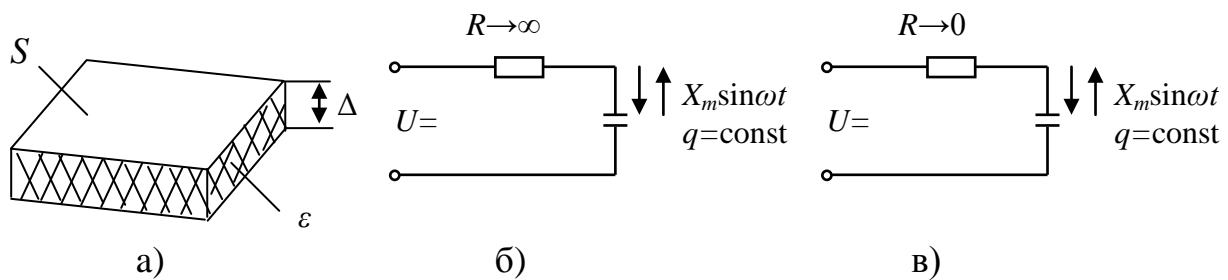 S
Δ
ε
а)
R→∞
U=
Xmsinωt
q=const
б)
R→0
U=
Xmsinωt
q=const
в)